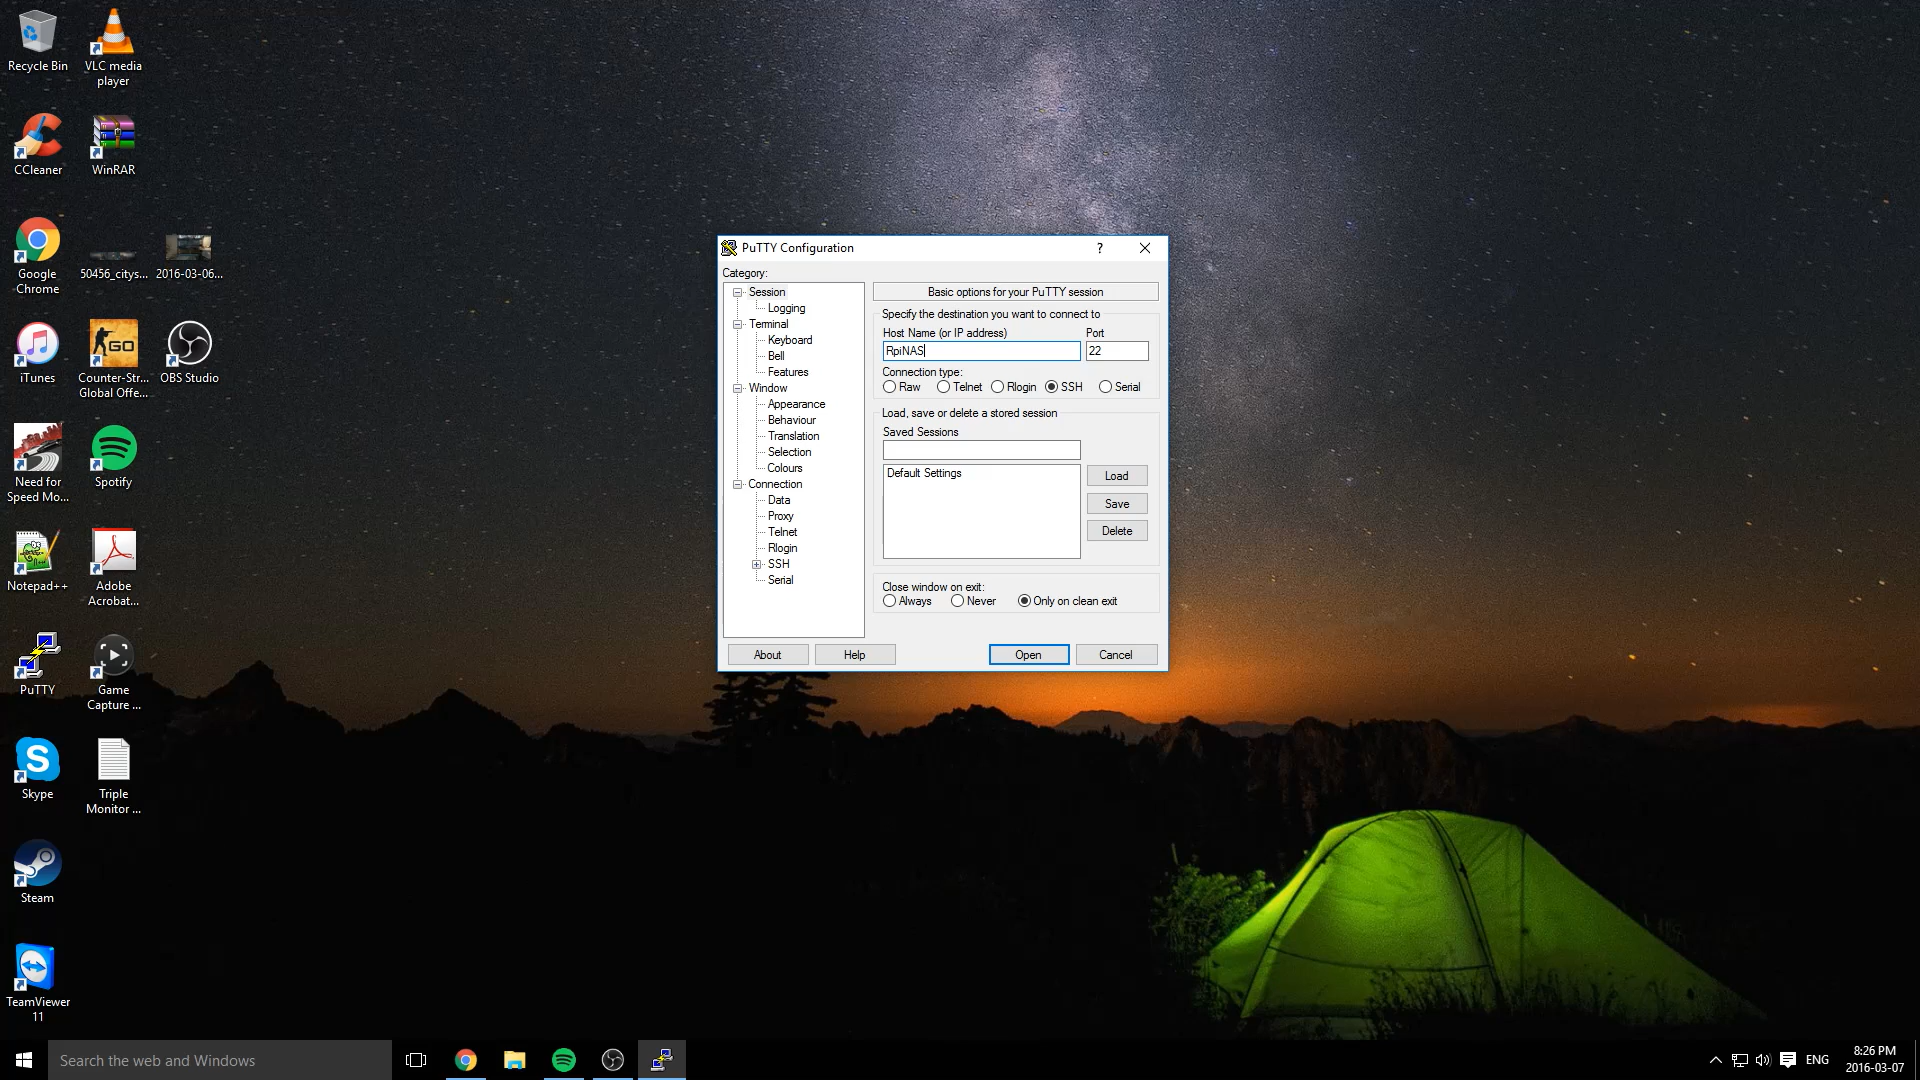 Recycle Bin
VLC media
player
CCleaner
WinRAR
Google
Chrome
50456_citys...
2016-03-06...
iTunes
Counter-Str...
Global Offe...
OBS Studio
Need for
Speed Mo...
Spotify
Notepad++
Adobe
Acrobat...
PuTTY
Game
Capture ...
Skype
Triple
Monitor ...
Steam
TeamViewer
11
PuTTY Configuration
?
Category:
Session
Logging
Terminal
Keyboard
Bell
Features
Window
Appearance
Behaviour
Translation
Selection
Colours
Connection
Data
Proxy
Telnet
Rlogin
SSH
Serial
Basic options for your PuTTY session
Specify the destination you want to connect to
Host Name (or IP address) Port
RpiNAS 22
Connection type:
Raw Telnet Rlogin SSH Serial
Load, save or delete a stored session
Saved Sessions
Default Settings
Load
Save
Delete
Close window on exit:
Always Never Only on clean exit
About Help Open Cancel
Search the web and Windows
ENG
8:26 PM
2016-03-07